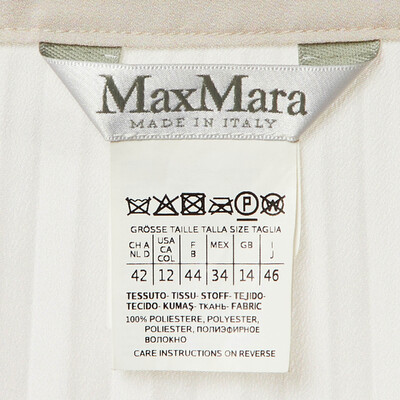 MaxMara
MADE IN ITALY
P W
GRÖSSE TAILLE TALLA SIZE TAGLIA
CH A NL D USA CA COL F B MEX GB I J
42 12 44 34 14 46
TESSUTO- TISSU- STOFF- TEJIDO-
TECIDO- KUMAŞ- ТКАНЬ- FABRIC
100% POLIESTERE, POLYESTER,
POLIESTER, ПОЛИЭФИРНОЕ
ВОЛОКНО
CARE INSTRUCTIONS ON REVERSE